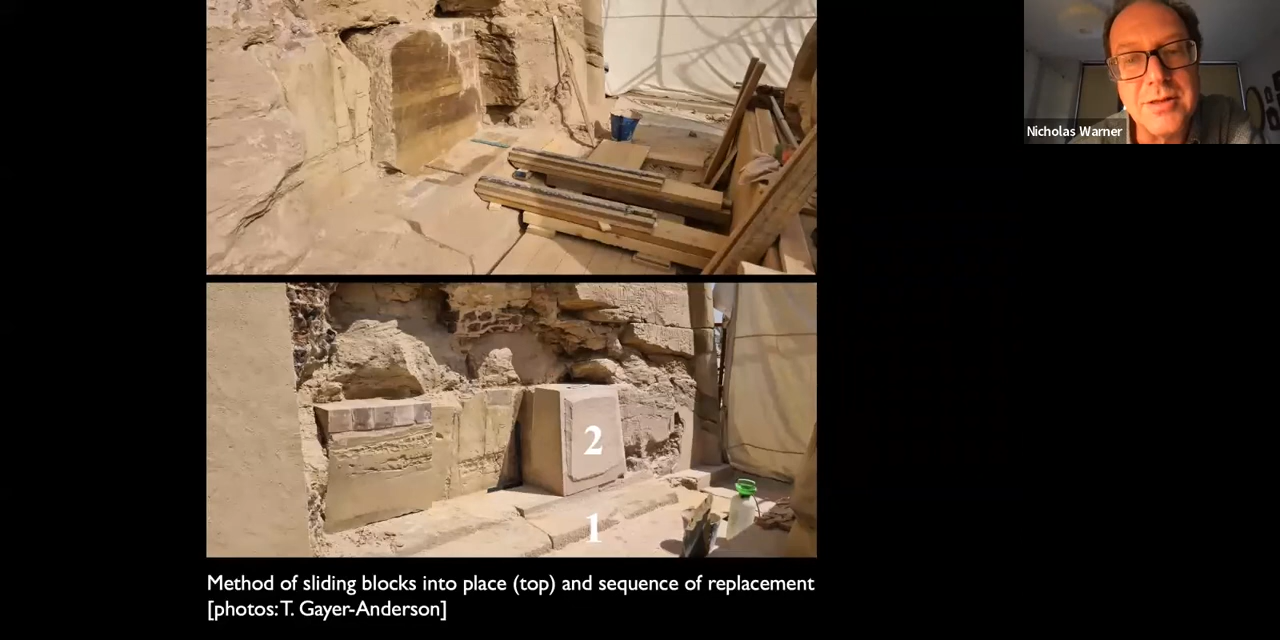 Nicholas Warner
2
1
Method of sliding blocks into place (top) and sequence of replacement
[photos: T. Gayer-Anderson]